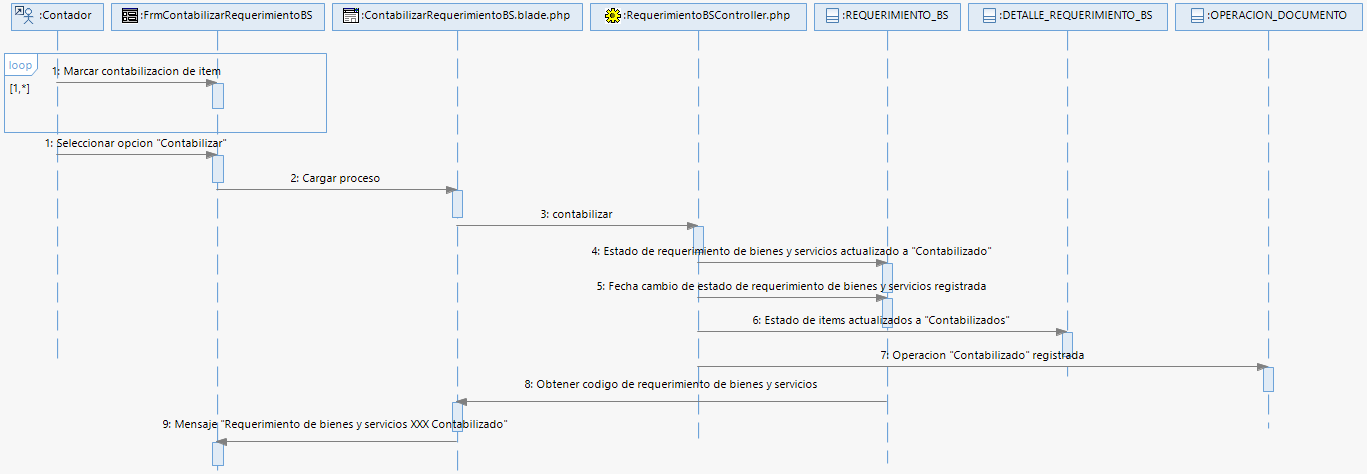 :Contador
:FrmContabilizarRequerimientoBS
:ContabilizarRequerimientoBS.blade.php
:RequerimientoBSController.php
:REQUERIMIENTO_BS
:DETALLE_REQUERIMIENTO_BS
:OPERACION_DOCUMENTO
loop
1: Marcar contabilizacion de item
[1,*]
1: Seleccionar opcion "Contabilizar"
2: Cargar proceso
3: contabilizar
4: Estado de requerimiento de bienes y servicios actualizado a "Contabilizado"
5: Fecha cambio de estado de requerimiento de bienes y servicios registrada
6: Estado de items actualizados a "Contabilizados"
7: Operacion "Contabilizado" registrada
8: Obtener codigo de requerimiento de bienes y servicios
9: Mensaje "Requerimiento de bienes y servicios XXX Contabilizado"